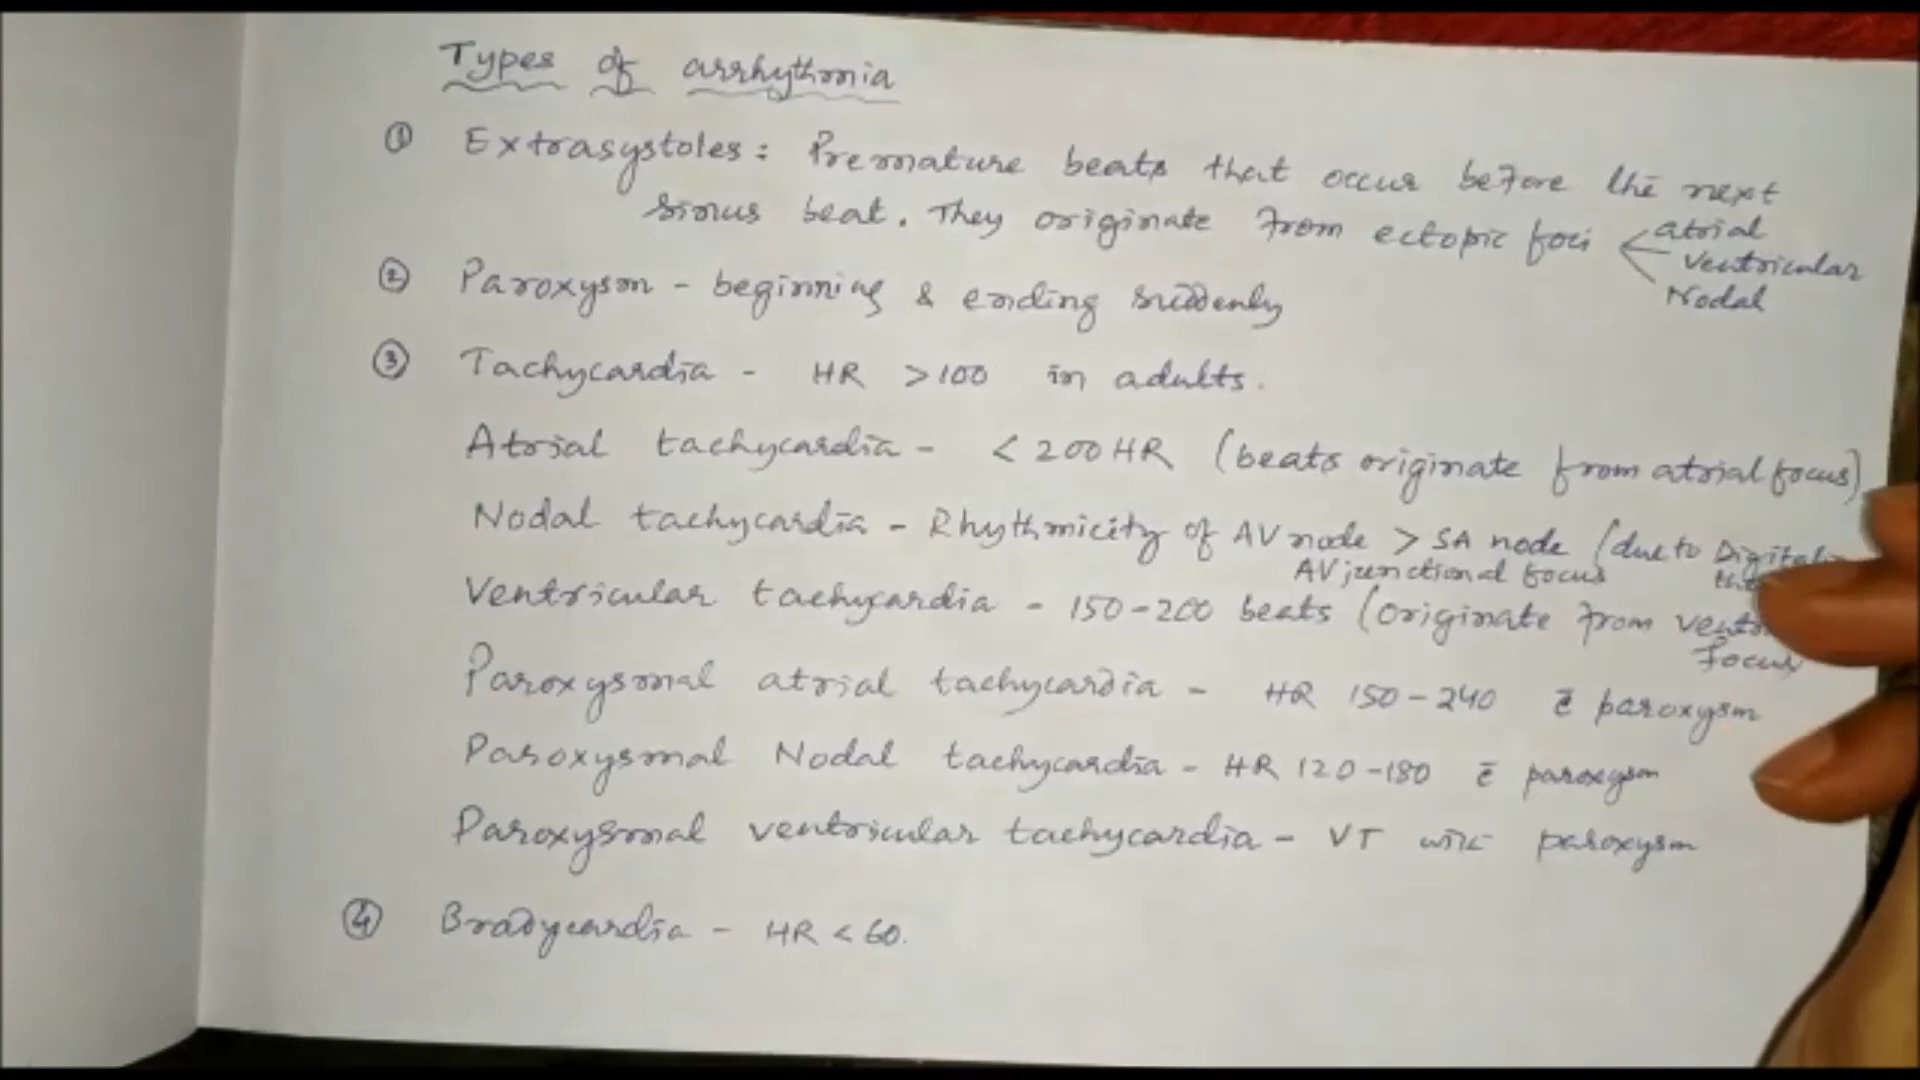 Types of arrhythmia
① Extrasystoles: Premature beats that occur before the next
sinus beat. They originate from ectopic foci
atrial
ventricular
Nodal
② Paroxysm - beginning & ending suddenly
③ Tachycardia - HR >100 in adults.
Atrial tachycardia - < 200 HR (beats originate from atrial focus)
Nodal tachycardia - Rhythmicity of AV node > SA node (due to
AV junctional focus
Ventricular tachycardia - 150-200 beats (originate from
focus
Paroxysmal atrial tachycardia - HR 150-240 c̄ paroxysm
Paroxysmal Nodal tachycardia - HR 120-180 c̄ paroxysm
Paroxysmal ventricular tachycardia - VT with paroxysm
④ Bradycardia - HR < 60.